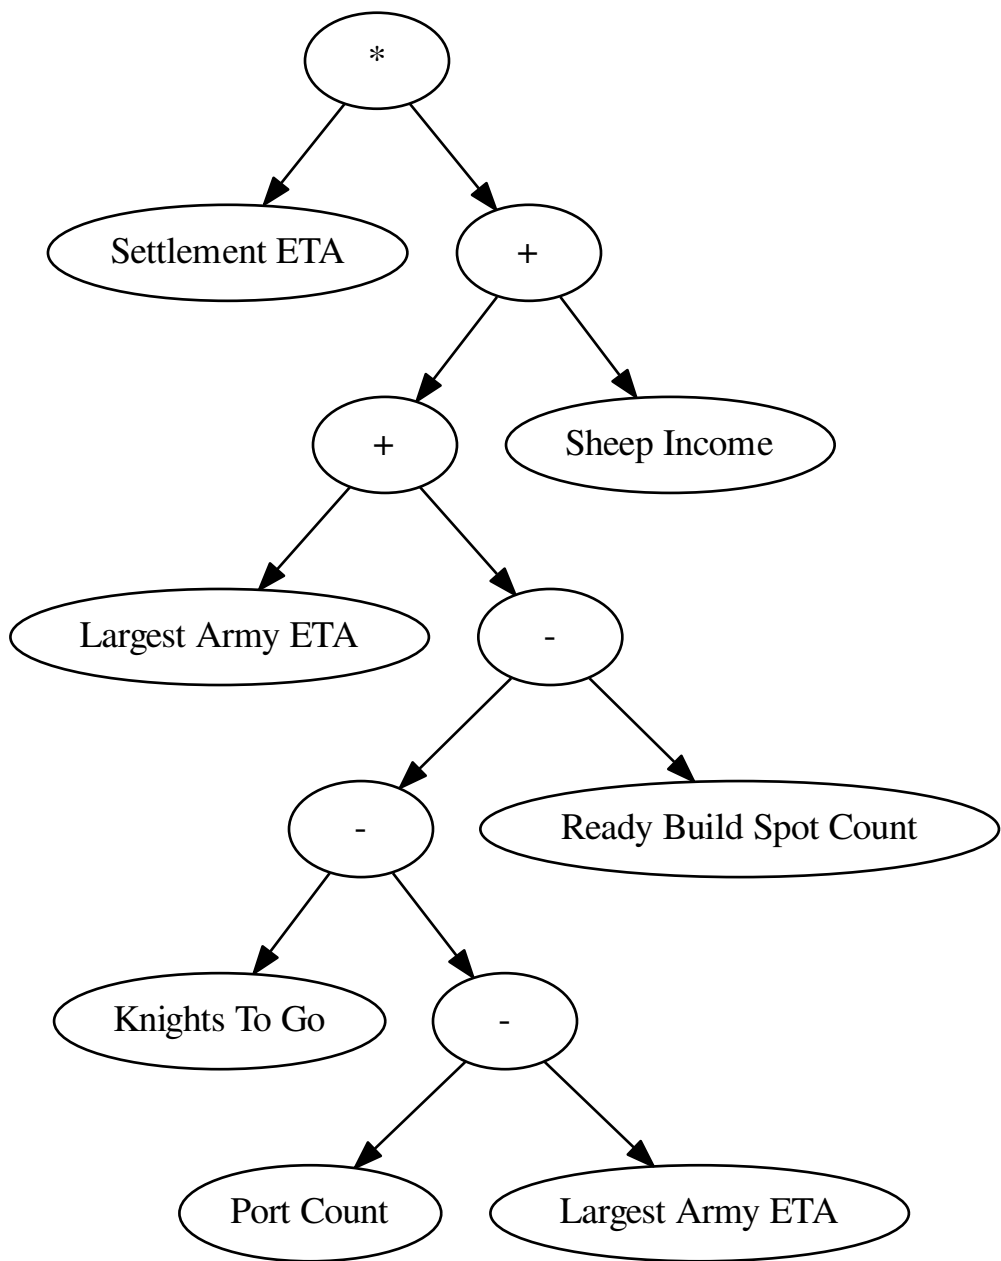 *
Settlement ETA
+
+
Sheep Income
Largest Army ETA
-
-
Ready Build Spot Count
Knights To Go
-
Port Count
Largest Army ETA